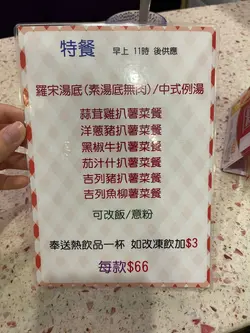 特餐 早上 11時 後供應
羅宋湯底(素湯底無肉)/中式例湯
蒜茸雞扒薯菜餐
洋蔥豬扒薯菜餐
黑椒牛扒薯菜餐
茄汁什扒薯菜餐
吉列豬扒薯菜餐
吉列魚柳薯菜餐
可改飯/意粉
奉送熱飲品一杯 如改凍飲加$3
每款$66